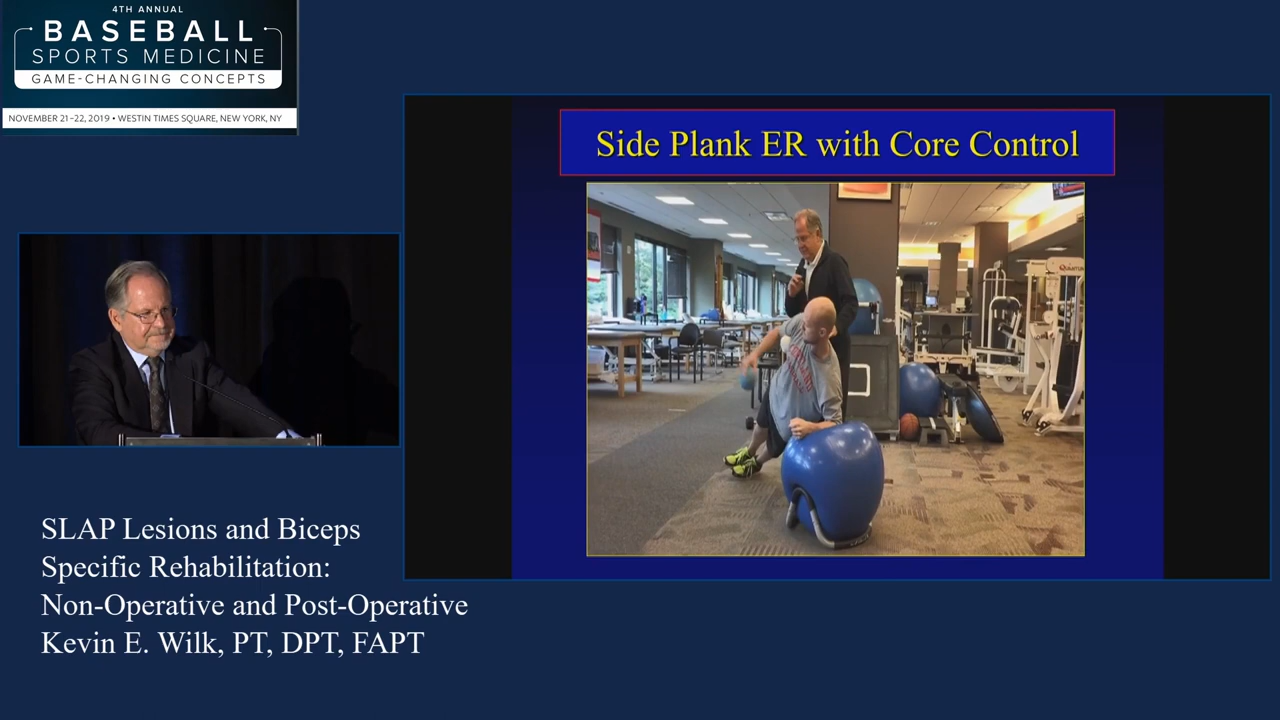 4TH ANNUAL
BASEBALL
SPORTS MEDICINE
GAME-CHANGING CONCEPTS
NOVEMBER 21-22, 2019 • WESTIN TIMES SQUARE, NEW YORK, NY
Side Plank ER with Core Control
QUANTUM
SLAP Lesions and Biceps
Specific Rehabilitation:
Non-Operative and Post-Operative
Kevin E. Wilk, PT, DPT, FAPT